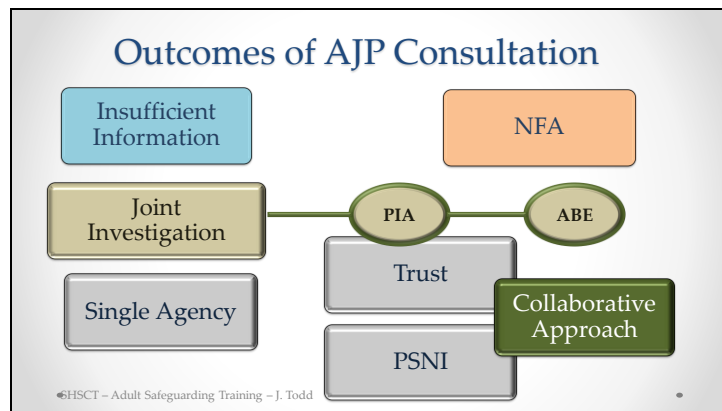 Outcomes of AJP Consultation
Insufficient
Information
NFA
Joint
Investigation
PIA
ABE
Trust
Single Agency
Collaborative
Approach
PSNI
SHSCT – Adult Safeguarding Training – J. Todd